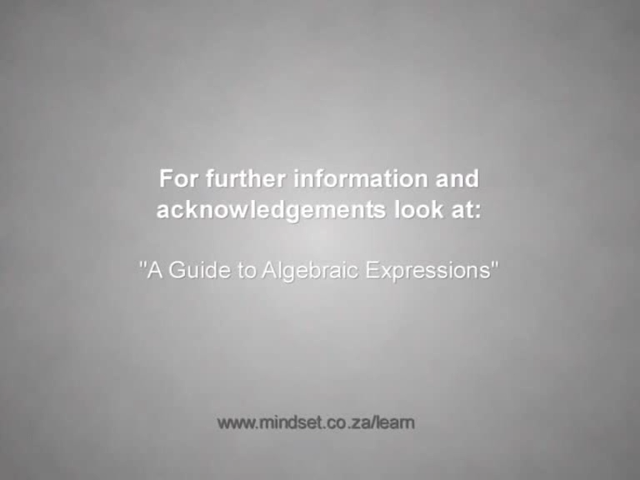 For further information and
acknowledgements look at:
"A Guide to Algebraic Expressions"
www.mindset.co.za/learn